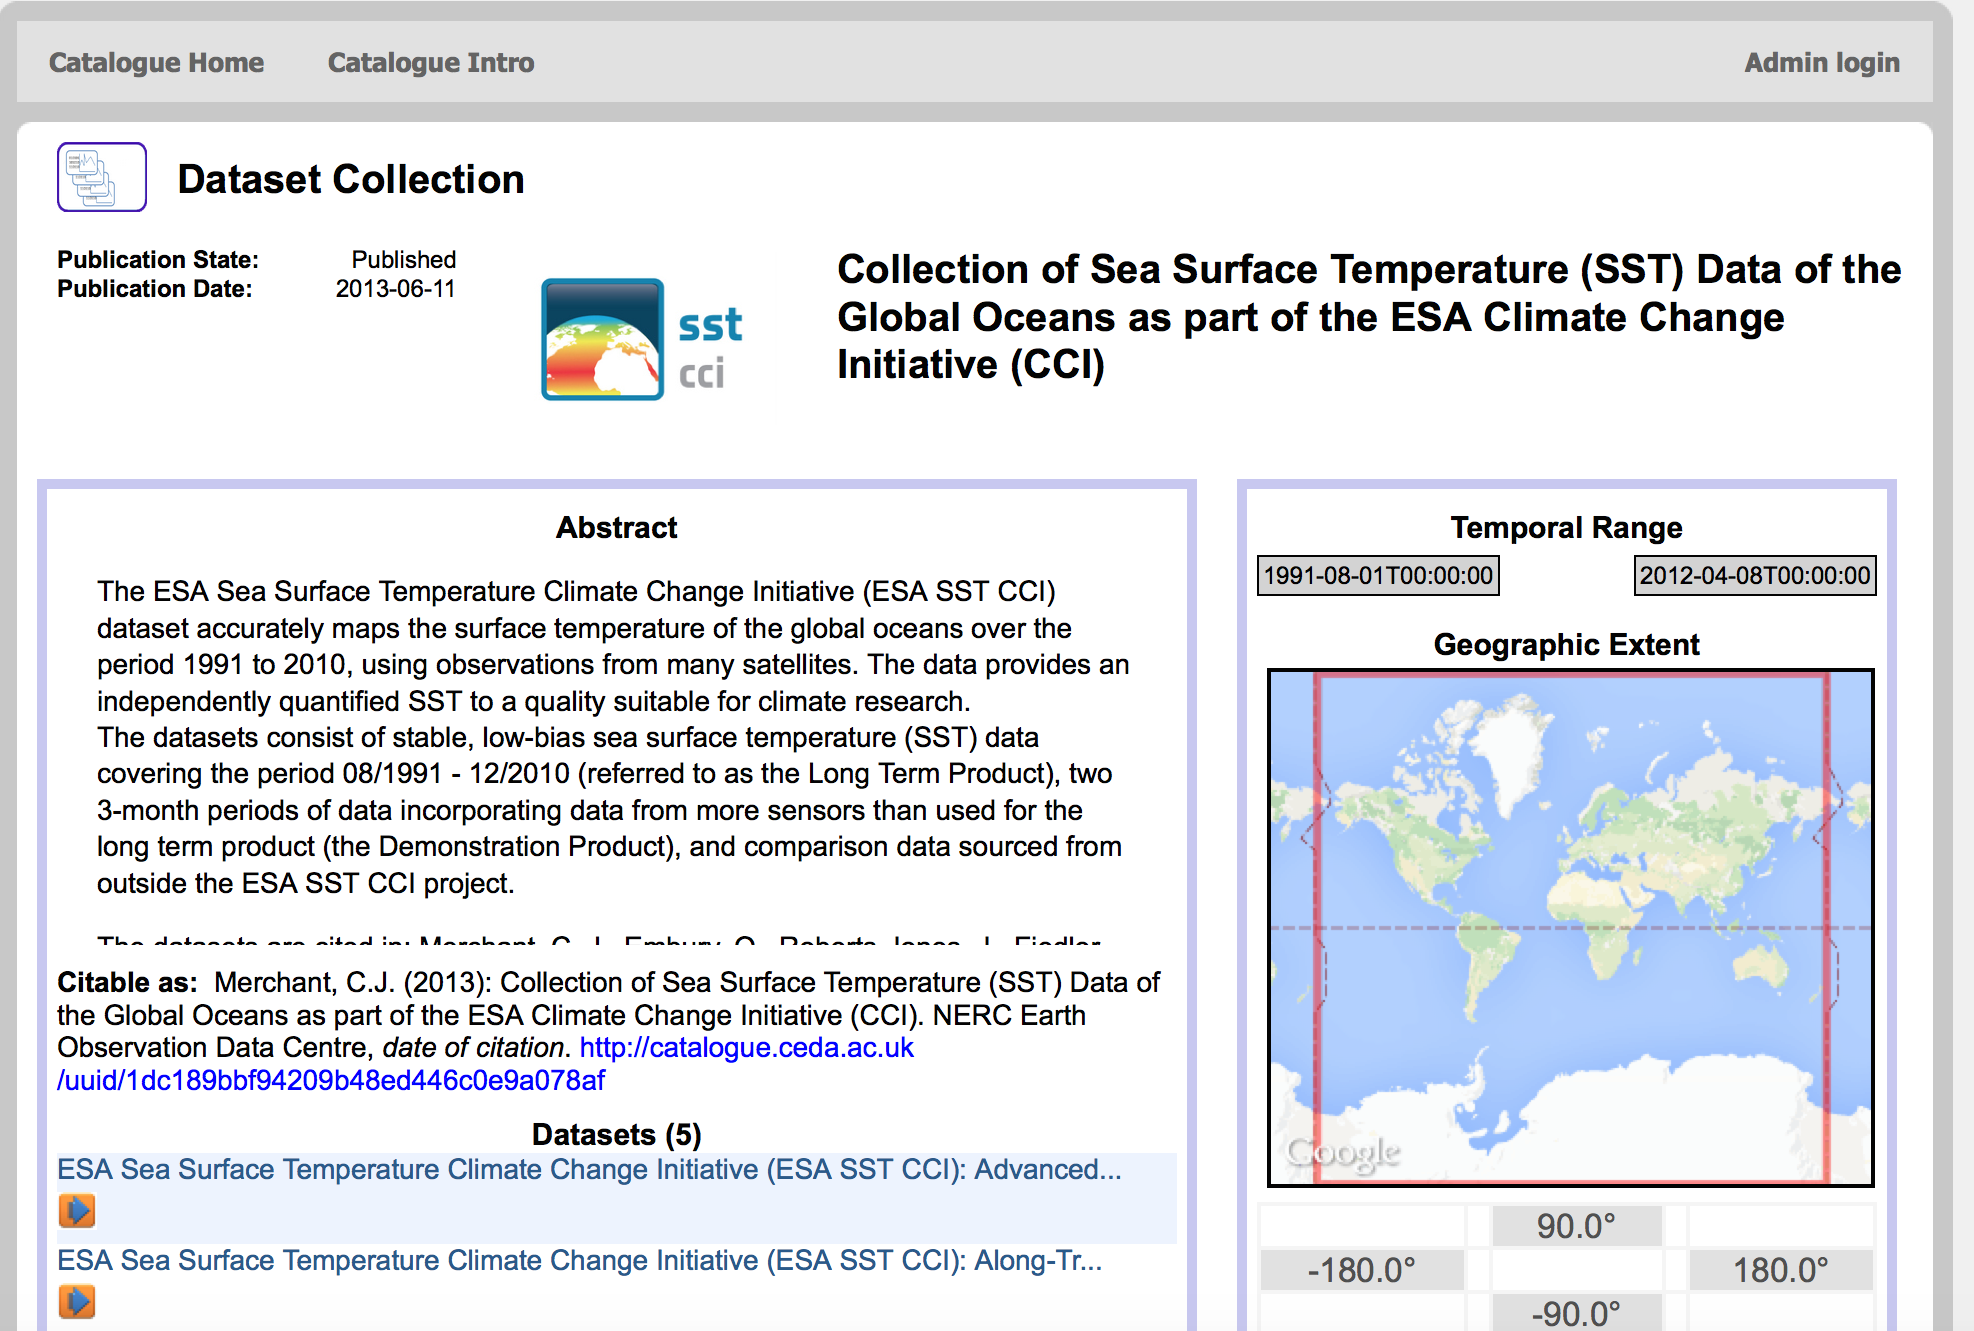 Catalogue Home Catalogue Intro Admin login
Dataset Collection
Publication State: Published
Publication Date: 2013-06-11
sst
cci
Collection of Sea Surface Temperature (SST) Data of the
Global Oceans as part of the ESA Climate Change
Initiative (CCI)
Abstract
The ESA Sea Surface Temperature Climate Change Initiative (ESA SST CCI)
dataset accurately maps the surface temperature of the global oceans over the
period 1991 to 2010, using observations from many satellites. The data provides an
independently quantified SST to a quality suitable for climate research.
The datasets consist of stable, low-bias sea surface temperature (SST) data
covering the period 08/1991 - 12/2010 (referred to as the Long Term Product), two
3-month periods of data incorporating data from more sensors than used for the
long term product (the Demonstration Product), and comparison data sourced from
outside the ESA SST CCI project.
The datasets are cited in: Merchant, C. J., Embury, O., Roberts-Jones, J., Fiedler,
Citable as: Merchant, C.J. (2013): Collection of Sea Surface Temperature (SST) Data of
the Global Oceans as part of the ESA Climate Change Initiative (CCI). NERC Earth
Observation Data Centre, date of citation. http://catalogue.ceda.ac.uk
/uuid/1dc189bbf94209b48ed446c0e9a078af
Datasets (5)
ESA Sea Surface Temperature Climate Change Initiative (ESA SST CCI): Advanced...
ESA Sea Surface Temperature Climate Change Initiative (ESA SST CCI): Along-Tr...
Temporal Range
1991-08-01T00:00:00 2012-04-08T00:00:00
Geographic Extent
Google
90.0°
-180.0° 180.0°
-90.0°